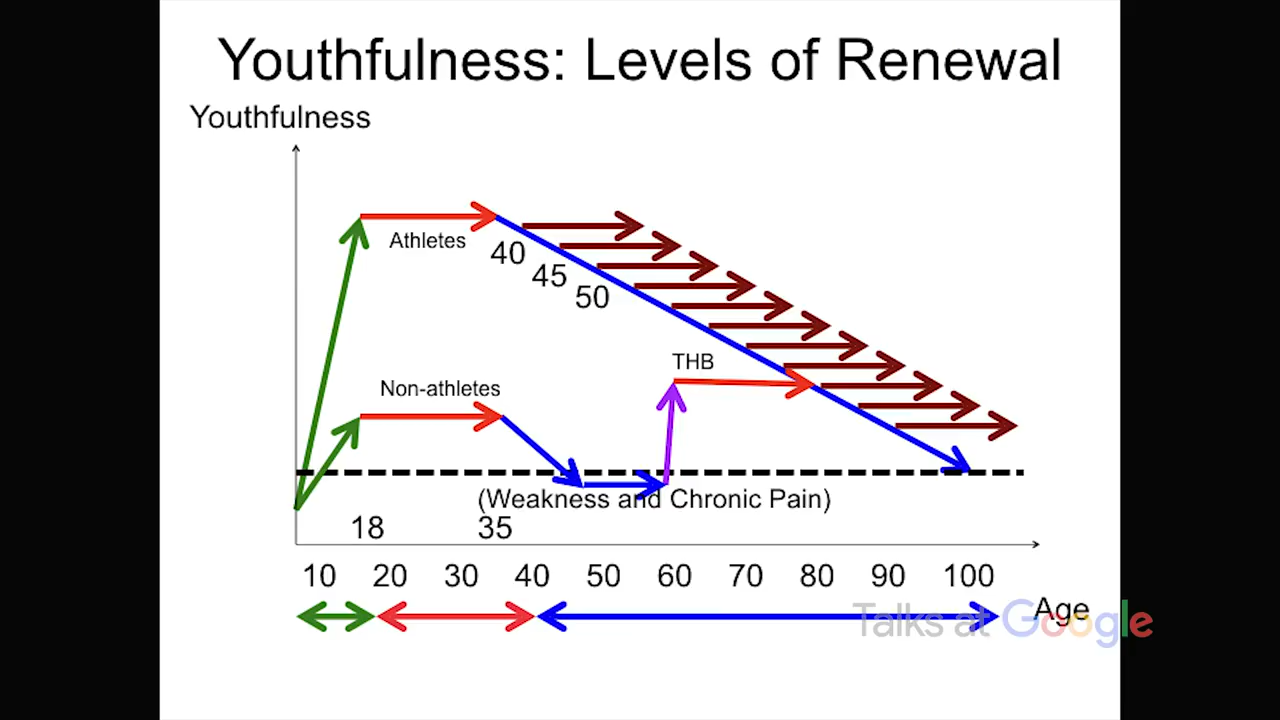 Youthfulness: Levels of Renewal
Youthfulness
Athletes
40
45
50
THB
Non-athletes
(Weakness and Chronic Pain)
18 35
10 20 30 40 50 60 70 80 90 100
Age
Talks at Google